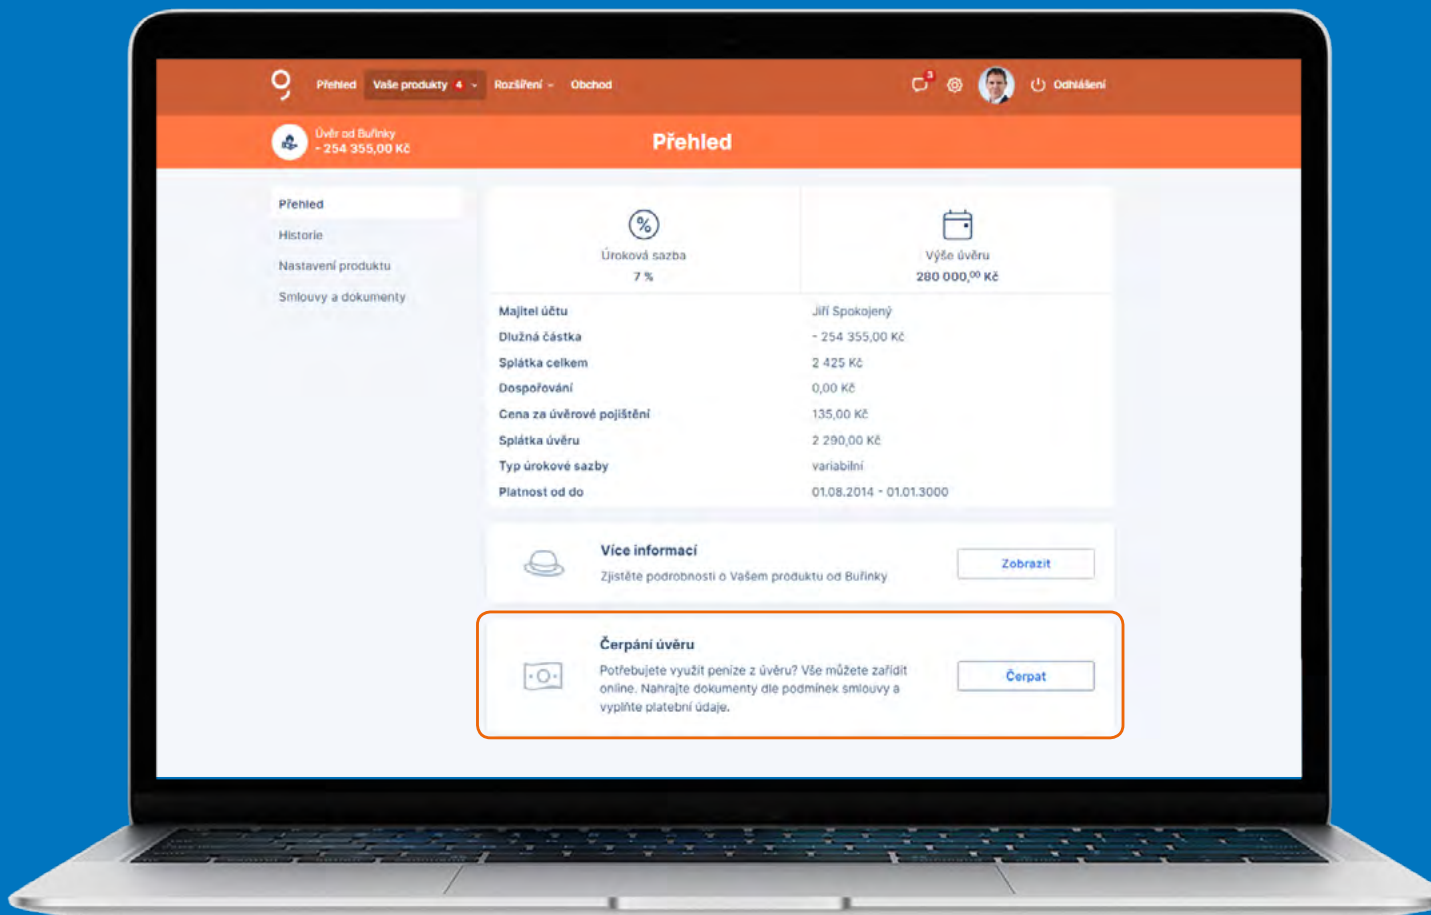 Přehled Vaše produkty 4 Rozšíření Obchod 3 Odhlášení
Úvěr od Buřinky
- 254 355,00 Kč
Přehled
Přehled
Historie
Nastavení produktu
Smlouvy a dokumenty
Úroková sazba
7 %
Výše úvěru
280 000,00 Kč
Majitel účtu Jiří Spokojený
Dlužná částka - 254 355,00 Kč
Splátka celkem 2 425 Kč
Dospořování 0,00 Kč
Cena za úvěrové pojištění 135,00 Kč
Splátka úvěru 2 290,00 Kč
Typ úrokové sazby variabilní
Platnost od do 01.08.2014 - 01.01.3000
Více informací
Zjistěte podrobnosti o Vašem produktu od Buřinky
Zobrazit
Čerpání úvěru
Potřebujete využít peníze z úvěru? Vše můžete zařídit
online. Nahrajte dokumenty dle podmínek smlouvy a
vyplňte platební údaje.
Čerpat